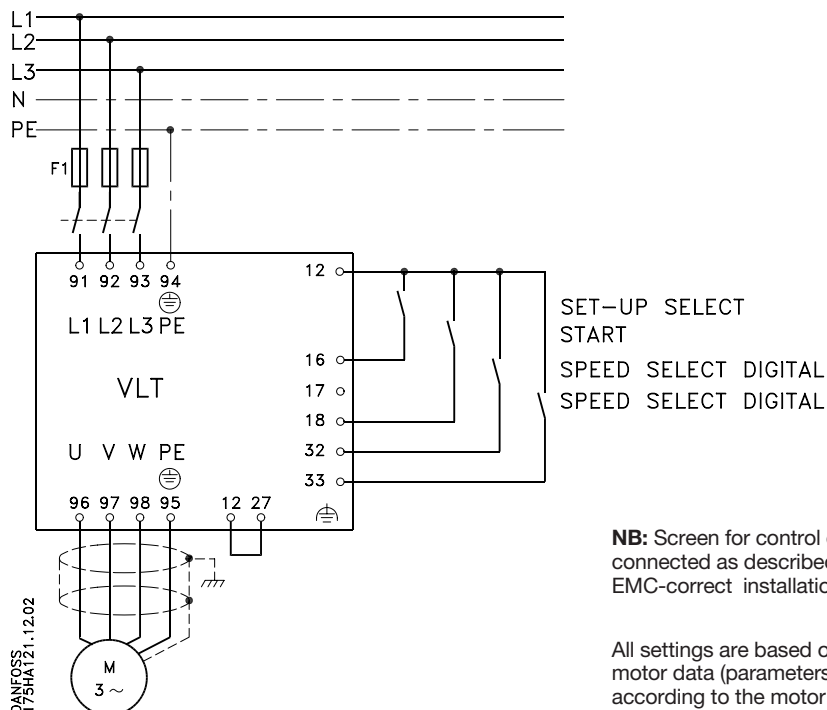 L1
L2
L3
N
PE
F1
91 92 93 94
12
L1 L2 L3 PE
SET-UP SELECT
START
16
SPEED SELECT DIGITAL
VLT
17
SPEED SELECT DIGITAL
18
U V W PE
32
33
96 97 98 95 12 27
NB: Screen for control
connected as described
EMC-correct installatio
All settings are based o
motor data (parameters
according to the motor
M
3 ~
DANFOSS
175HA121.12.02